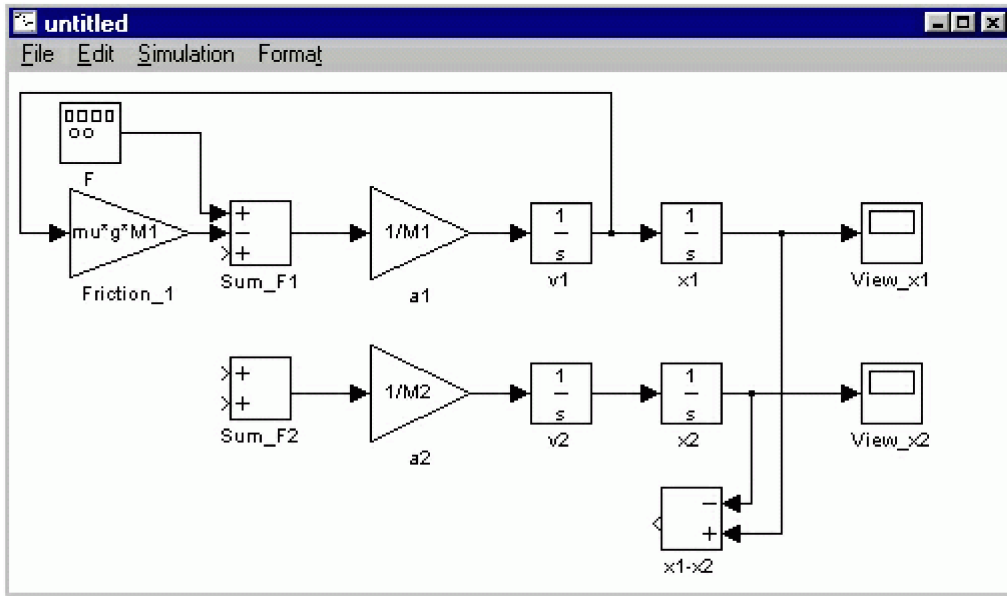 untitled
File Edit Simulation Format
F
mu*g*M1
Friction_1
+
−
+
Sum_F1
1/M1
a1
1
s
v1
1
s
x1
View_x1
+
+
Sum_F2
1/M2
a2
1
s
v2
1
s
x2
View_x2
−
+
x1-x2